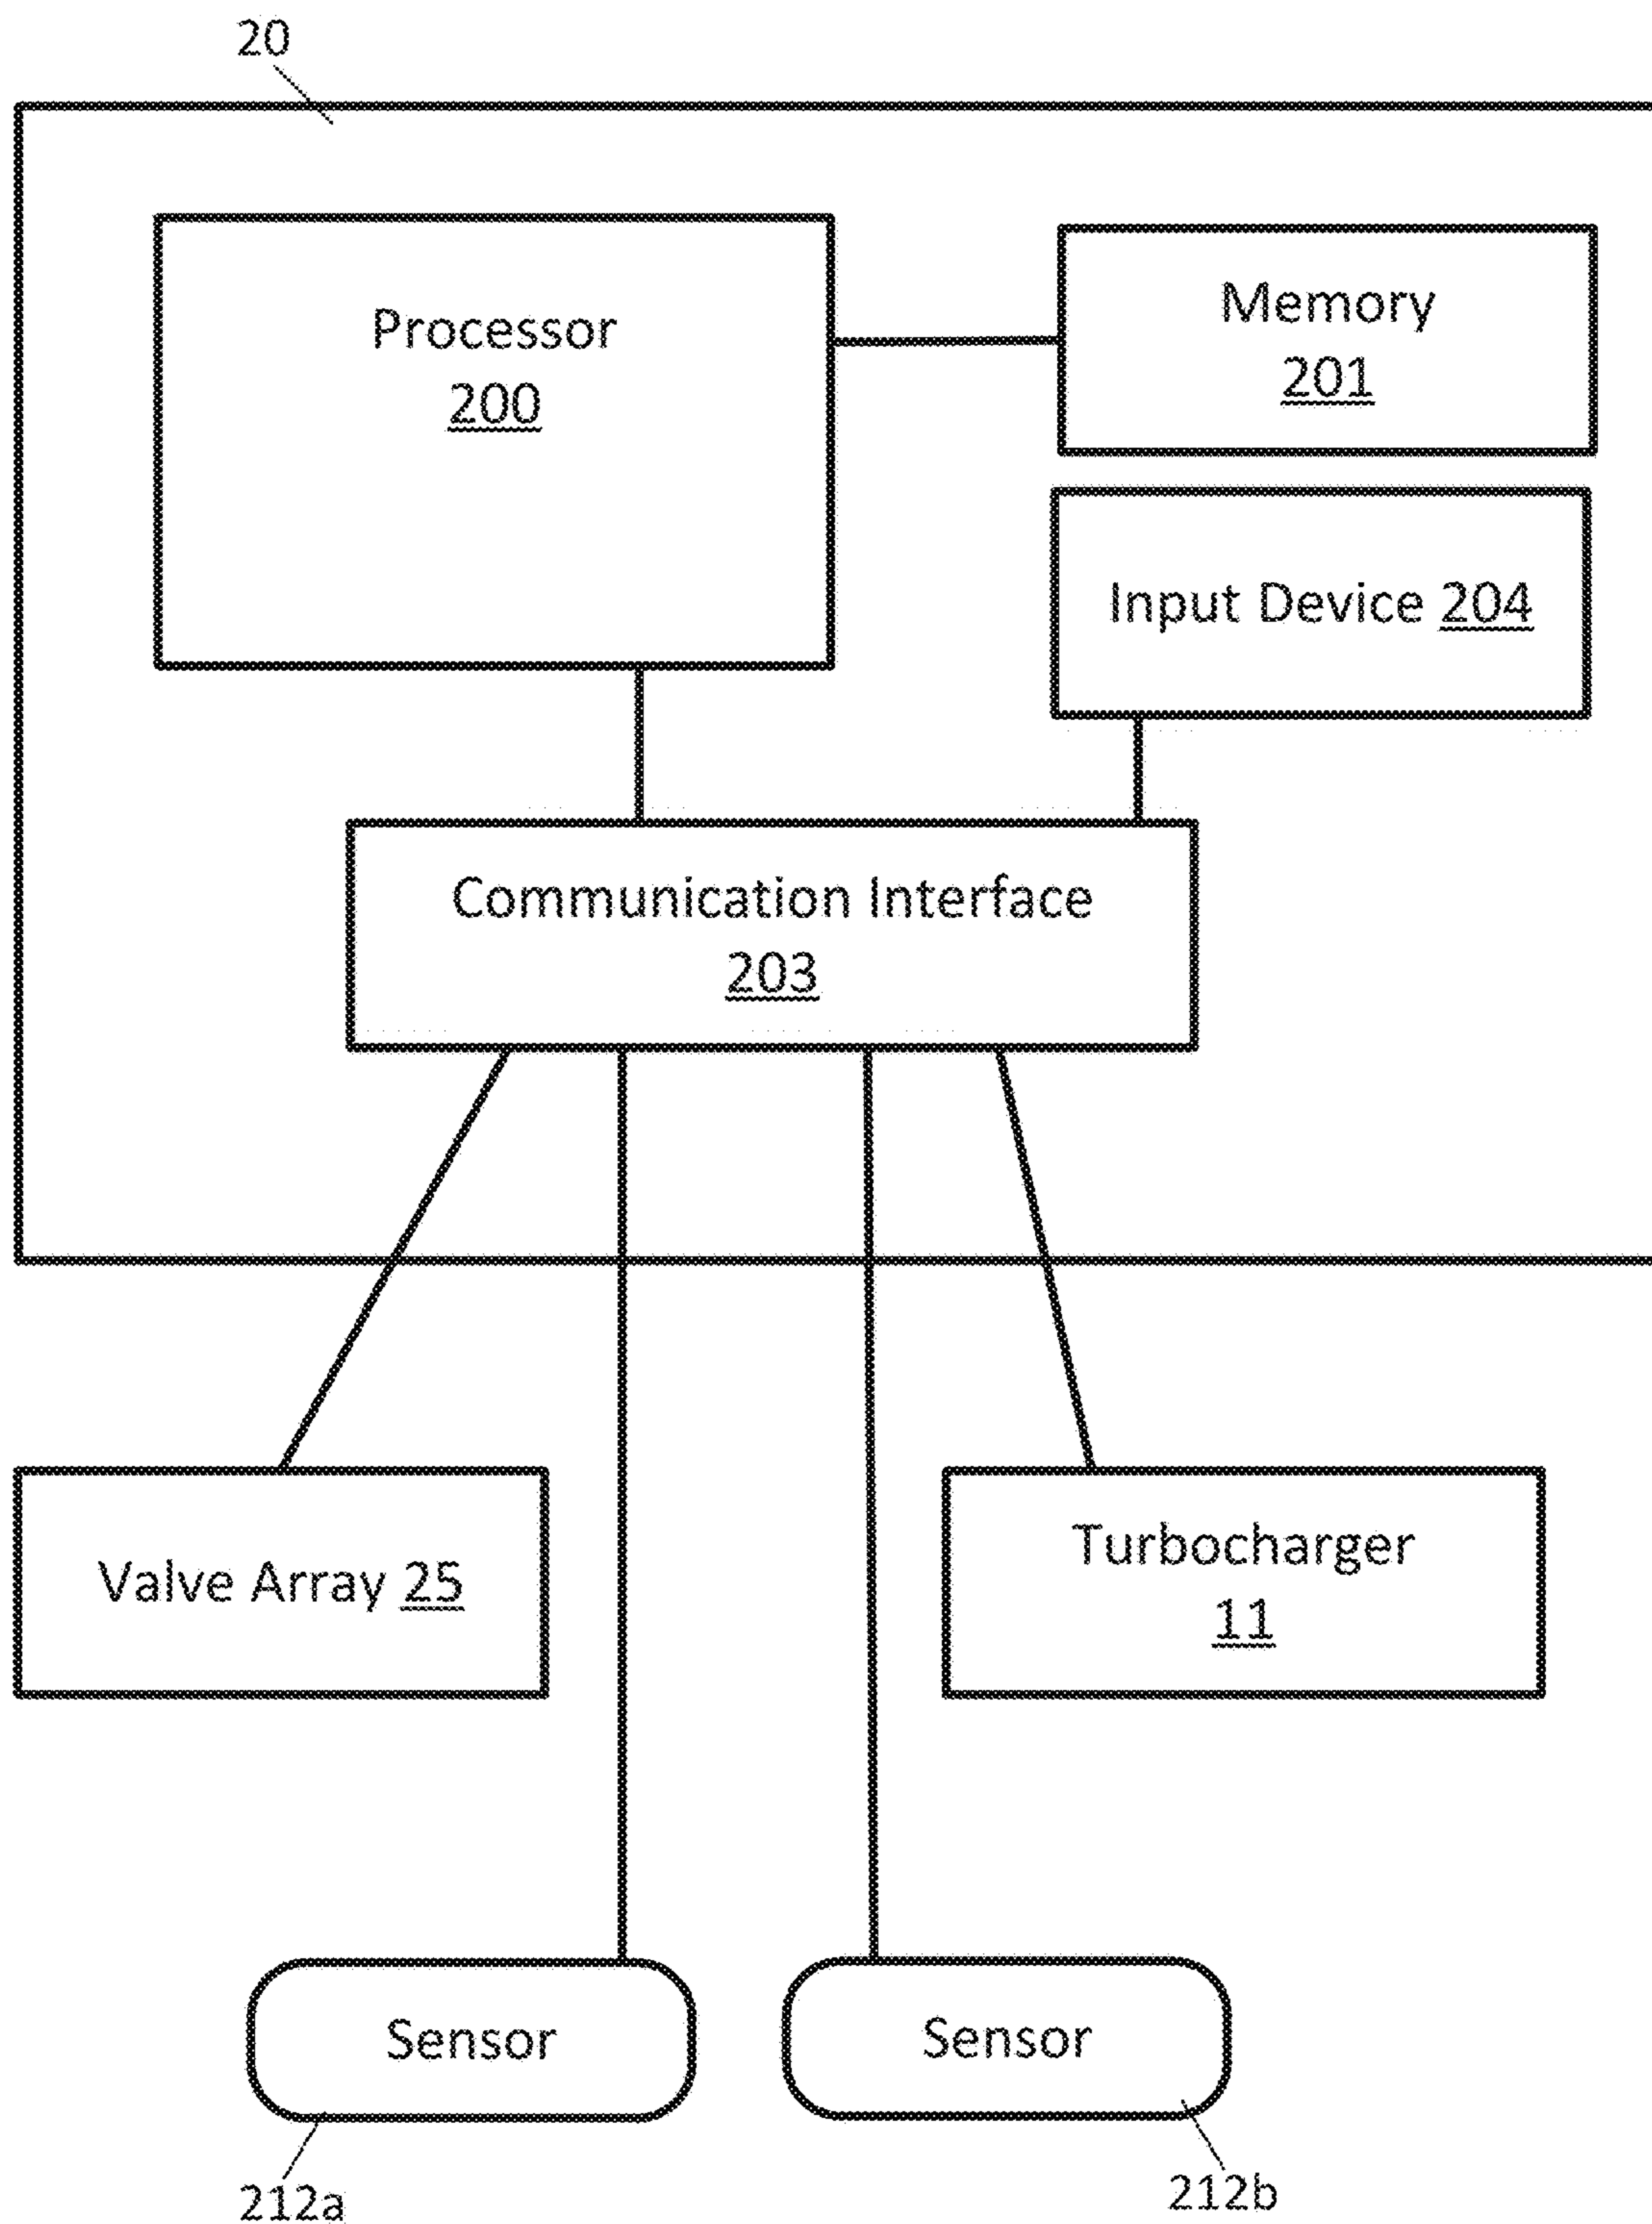 20
Processor
200
Memory
201
Input Device 204
Communication Interface
203
Valve Array 25
Turbocharger
11
Sensor
Sensor
212a
212b